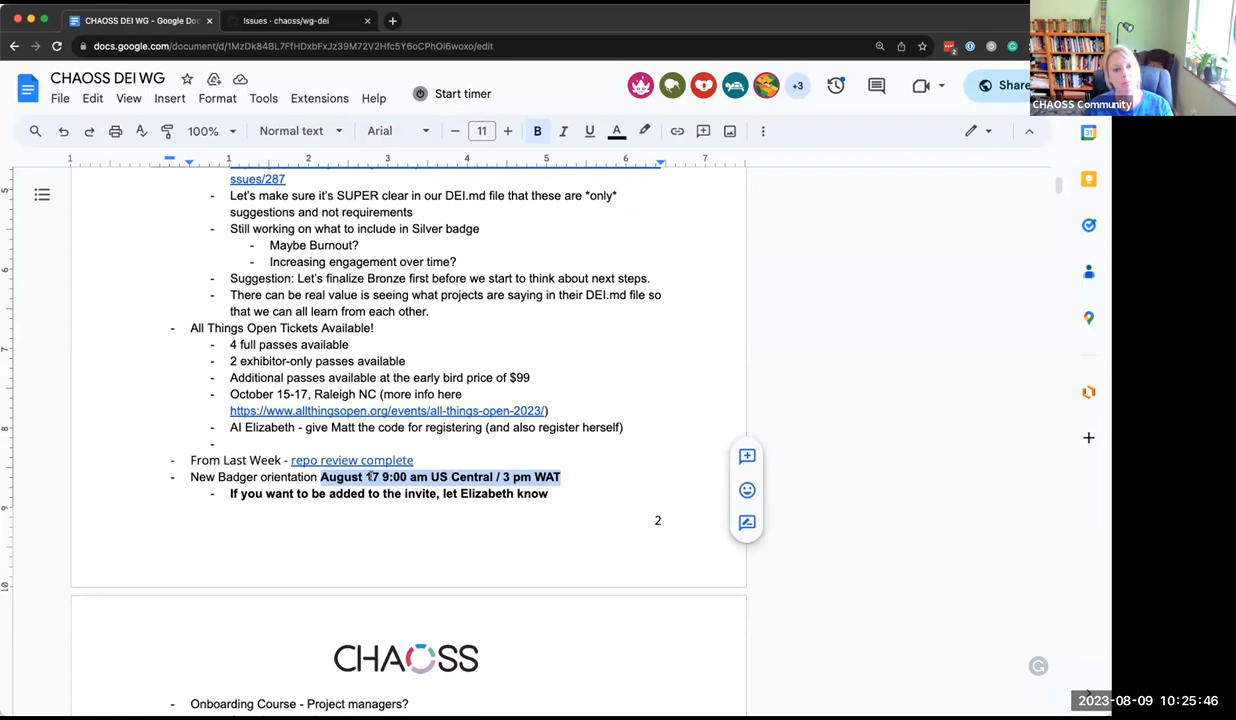 CHAOSS DEI WG - Google Doc
Issues · chaoss/wg-dei
docs.google.com/document/d/1MzDk84BL7FfHDxbFxJz39M72V2Hfc5Y6oCPhOl6woxo/edit
CHAOSS DEI WG
File Edit View Insert Format Tools Extensions Help
Start timer
+3
Share
CHAOSS Community
100%
Normal text
Arial
11
B I U A
1 1 2 3 4 5 6 7
ssues/287
- Let's make sure it's SUPER clear in our DEI.md file that these are *only*
suggestions and not requirements
- Still working on what to include in Silver badge
- Maybe Burnout?
- Increasing engagement over time?
- Suggestion: Let's finalize Bronze first before we start to think about next steps.
- There can be real value is seeing what projects are saying in their DEI.md file so
that we can all learn from each other.
- All Things Open Tickets Available!
- 4 full passes available
- 2 exhibitor-only passes available
- Additional passes available at the early bird price of $99
- October 15-17, Raleigh NC (more info here
https://www.allthingsopen.org/events/all-things-open-2023/)
- AI Elizabeth - give Matt the code for registering (and also register herself)
-
- From Last Week - repo review complete
- New Badger orientation August 17 9:00 am US Central / 3 pm WAT
- If you want to be added to the invite, let Elizabeth know
2
CHAOSS
- Onboarding Course - Project managers?
2023-08-09 10:25:46